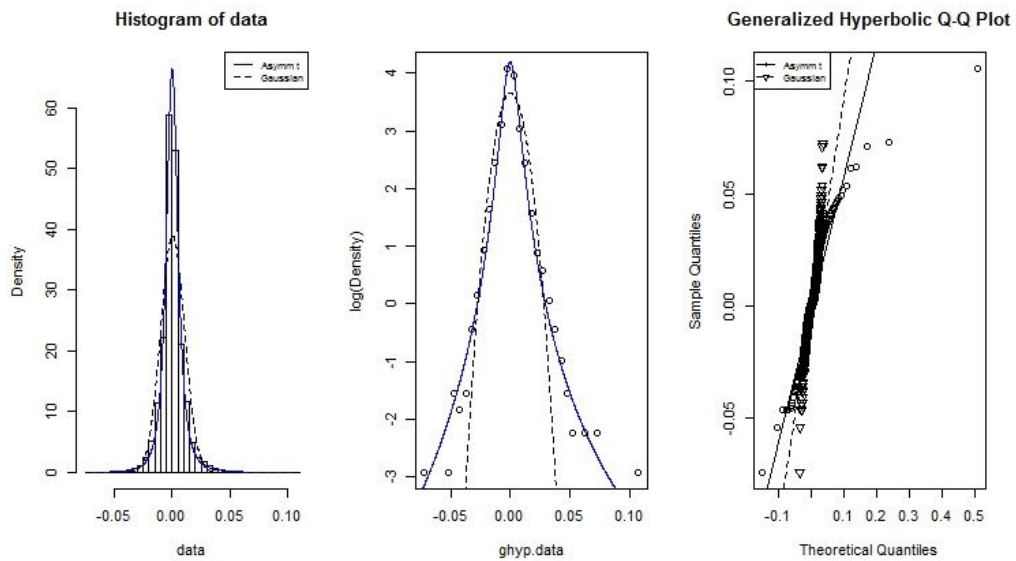 Histogram of data
Asymm t
Gaussian
Density
0
10
20
30
40
50
60
-0.05
0.00
0.05
0.10
data
log(Density)
-3
-2
-1
0
1
2
3
4
-0.05
0.00
0.05
0.10
ghyp.data
Generalized Hyperbolic Q-Q Plot
Asymm t
Gaussian
Sample Quantiles
-0.05
0.00
0.05
0.10
-0.1
0.1
0.2
0.3
0.4
0.5
Theoretical Quantiles